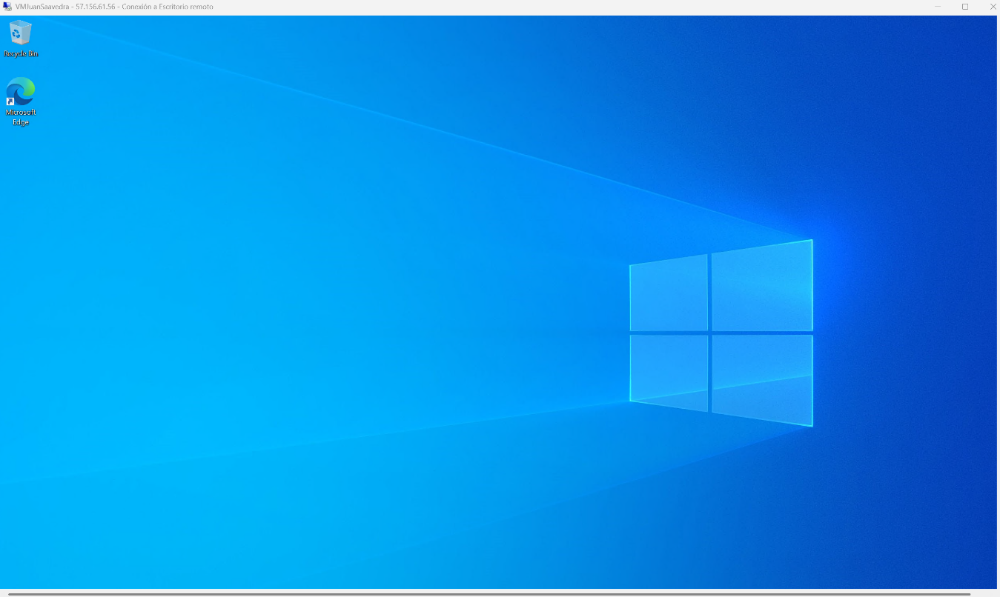 VMJuanSaavedra - 57.156.61.56 - Conexión a Escritorio remoto
Recycle Bin
Microsoft
Edge